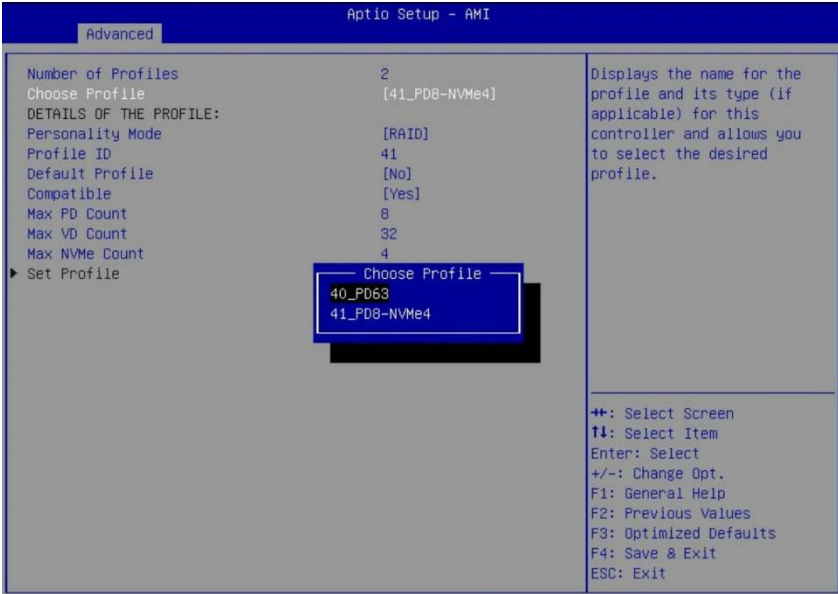 Aptio Setup - AMI
Advanced
Number of Profiles 2
Choose Profile [41_PD8-NVMe4]
DETAILS OF THE PROFILE:
Personality Mode [RAID]
Profile ID 41
Default Profile [No]
Compatible [Yes]
Max PD Count 8
Max VD Count 32
Max NVMe Count 4
Set Profile
Choose Profile
40_PD63
41_PD8-NVMe4
Displays the name for the
profile and its type (if
applicable) for this
controller and allows you
to select the desired
profile.
→←: Select Screen
↑↓: Select Item
Enter: Select
+/-: Change Opt.
F1: General Help
F2: Previous Values
F3: Optimized Defaults
F4: Save & Exit
ESC: Exit